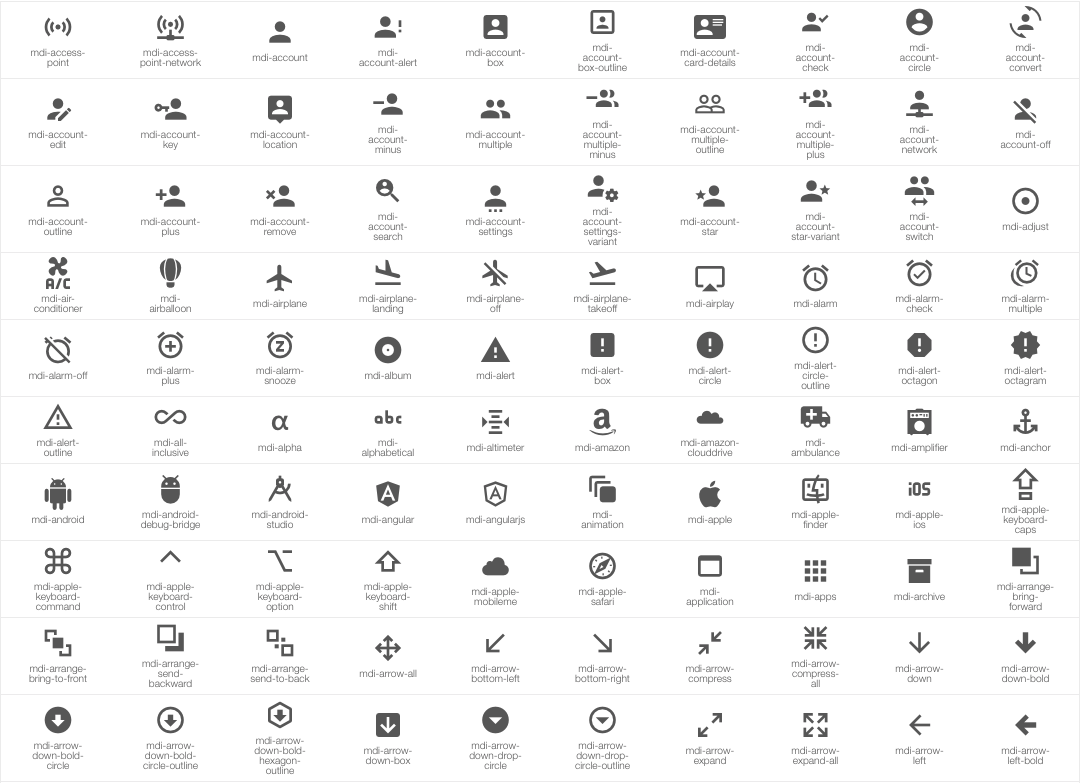 mdi-access-
point
mdi-access-
point-network
mdi-account
mdi-
account-alert
mdi-account-
box
mdi-
account-
box-outline
mdi-account-
card-details
mdi-
account-
check
mdi-
account-
circle
mdi-
account-
convert
mdi-account-
edit
mdi-account-
key
mdi-account-
location
mdi-
account-
minus
mdi-account-
multiple
mdi-
account-
multiple-
minus
mdi-account-
multiple-
outline
mdi-
account-
multiple-
plus
mdi-
account-
network
mdi-
account-off
mdi-account-
outline
mdi-account-
plus
mdi-account-
remove
mdi-
account-
search
mdi-account-
settings
mdi-
account-
settings-
variant
mdi-account-
star
mdi-
account-
star-variant
mdi-
account-
switch
mdi-adjust
A/C
mdi-air-
conditioner
mdi-
airballoon
mdi-airplane
mdi-airplane-
landing
mdi-airplane-
off
mdi-airplane-
takeoff
mdi-airplay
mdi-alarm
mdi-alarm-
check
mdi-alarm-
multiple
mdi-alarm-off
mdi-alarm-
plus
z
mdi-alarm-
snooze
mdi-album
mdi-alert
mdi-alert-
box
mdi-alert-
circle
mdi-alert-
circle-
outline
mdi-alert-
octagon
mdi-alert-
octagram
mdi-alert-
outline
mdi-all-
inclusive
α
mdi-alpha
abc
mdi-
alphabetical
mdi-altimeter
a
mdi-amazon
mdi-amazon-
clouddrive
mdi-
ambulance
mdi-amplifier
mdi-anchor
mdi-android
mdi-android-
debug-bridge
mdi-android-
studio
A
mdi-angular
A
mdi-angularjs
mdi-
animation
mdi-apple
mdi-apple-
finder
iOS
mdi-apple-
ios
mdi-apple-
keyboard-
caps
mdi-apple-
keyboard-
command
mdi-apple-
keyboard-
control
mdi-apple-
keyboard-
option
mdi-apple-
keyboard-
shift
mdi-apple-
mobileme
mdi-apple-
safari
mdi-
application
mdi-apps
mdi-archive
mdi-arrange-
bring-
forward
mdi-arrange-
bring-to-front
mdi-arrange-
send-
backward
mdi-arrange-
send-to-back
mdi-arrow-all
mdi-arrow-
bottom-left
mdi-arrow-
bottom-right
mdi-arrow-
compress
mdi-arrow-
compress-
all
mdi-arrow-
down
mdi-arrow-
down-bold
mdi-arrow-
down-bold-
circle
mdi-arrow-
down-bold-
circle-outline
mdi-arrow-
down-bold-
hexagon-
outline
mdi-arrow-
down-box
mdi-arrow-
down-drop-
circle
mdi-arrow-
down-drop-
circle-outline
mdi-arrow-
expand
mdi-arrow-
expand-all
mdi-arrow-
left
mdi-arrow-
left-bold